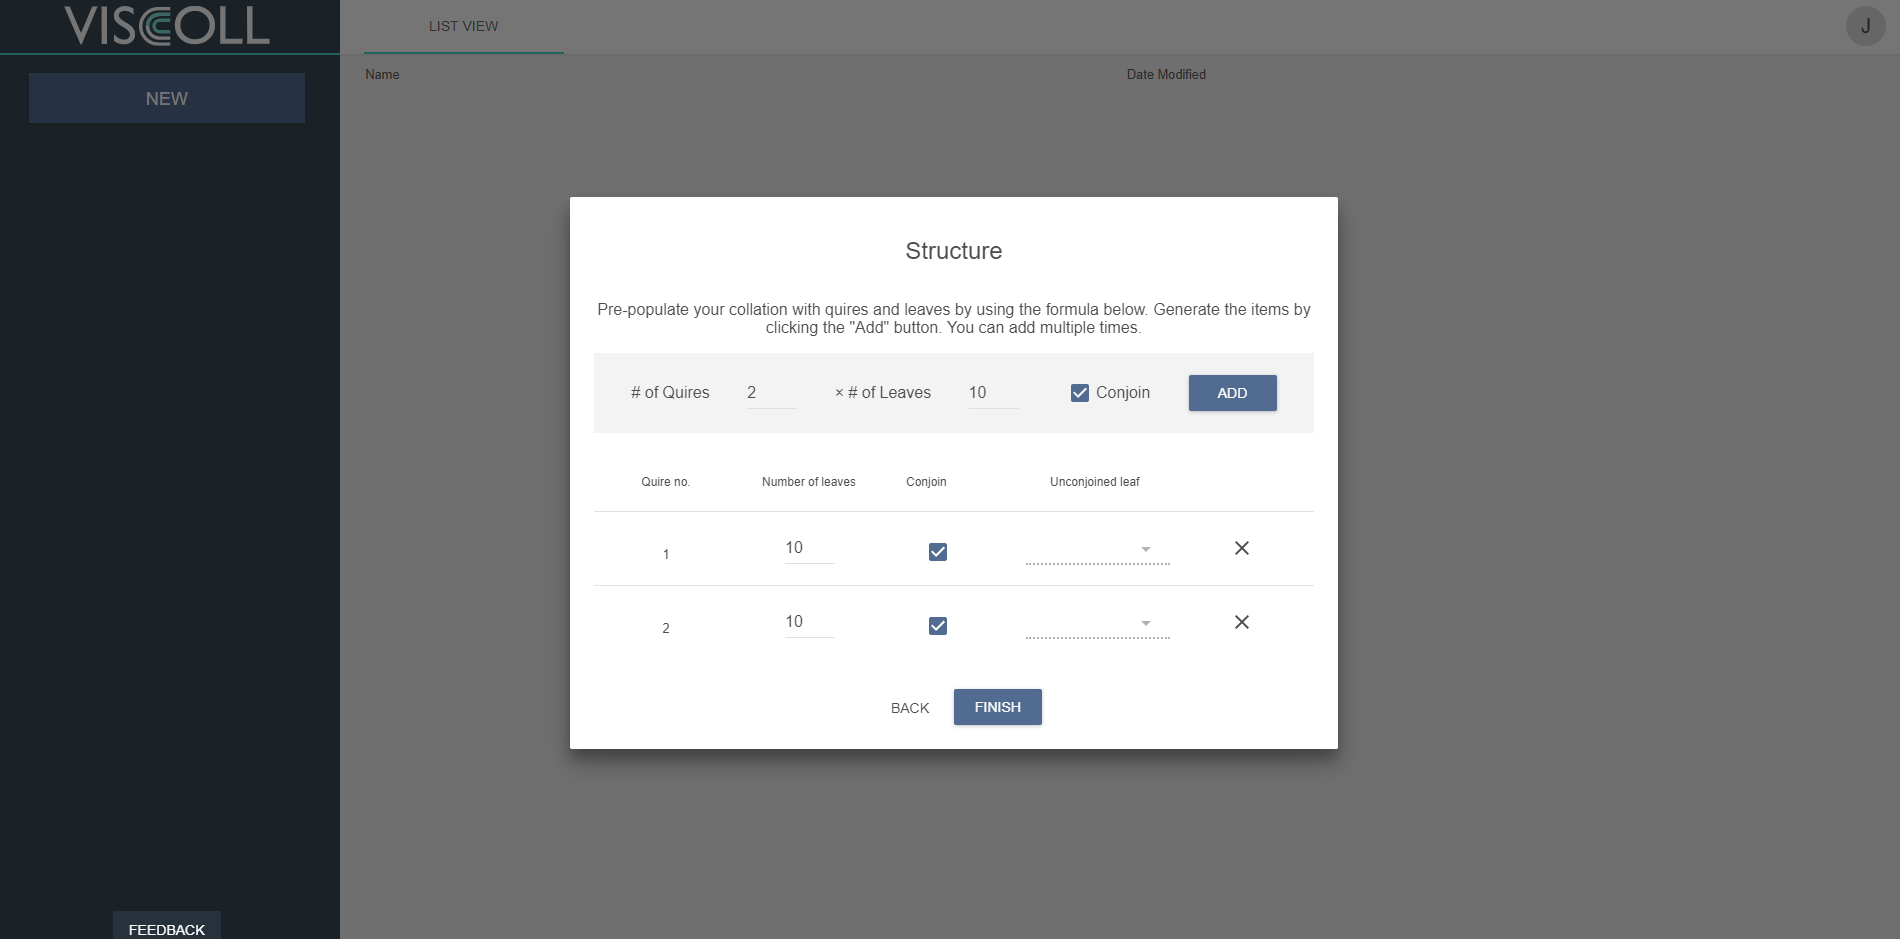 VISCOLL
LIST VIEW
J
NEW
Name
Date Modified
Structure
Pre-populate your collation with quires and leaves by using the formula below. Generate the items by
clicking the "Add" button. You can add multiple times.
# of Quires 2 × # of Leaves 10 Conjoin ADD
Quire no. Number of leaves Conjoin Unconjoined leaf
1 10
2 10
BACK FINISH
FEEDBACK